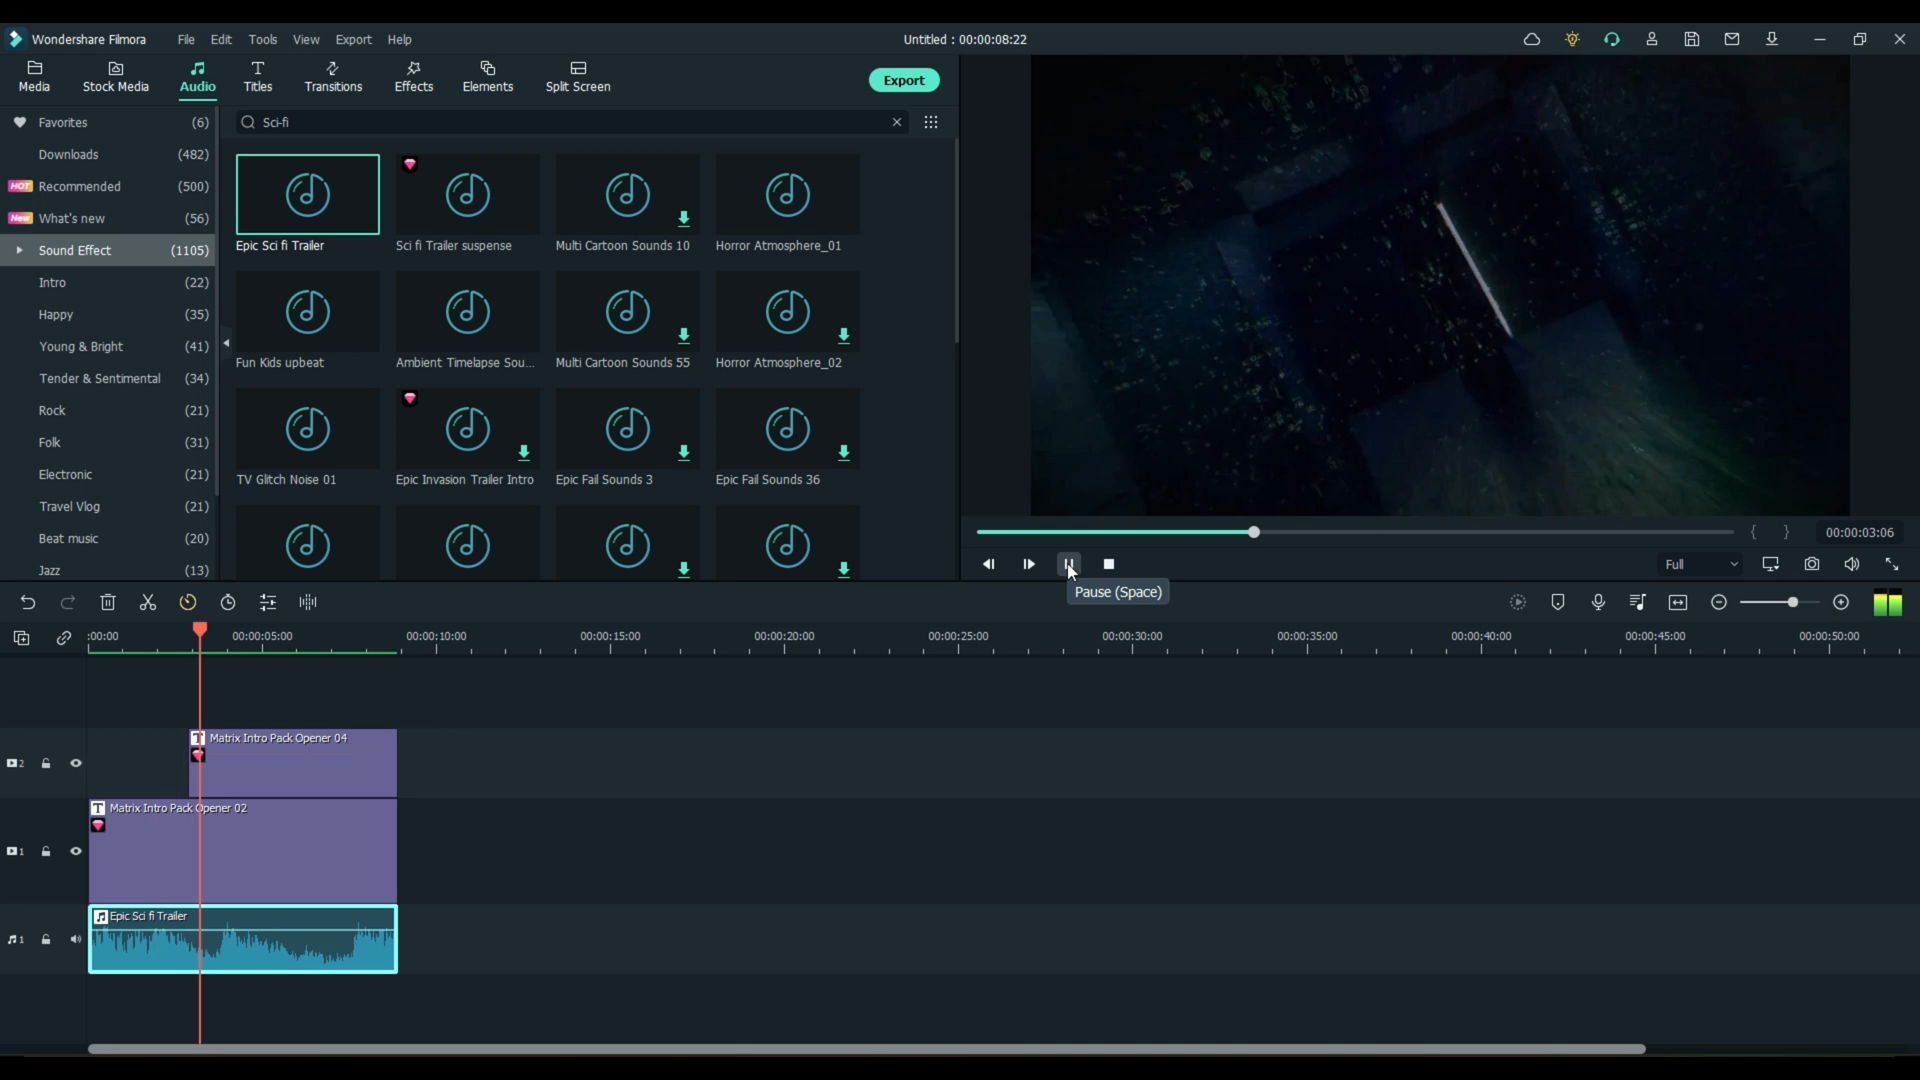 Wondershare Filmora File Edit Tools View Export Help Untitled : 00:00:08:22
Media Stock Media Audio Titles Transitions Effects Elements Split Screen Export
Favorites (6)
Downloads (482)
HOT Recommended (500)
New What's new (56)
Sound Effect (1105)
Intro (22)
Happy (35)
Young & Bright (41)
Tender & Sentimental (34)
Rock (21)
Folk (31)
Electronic (21)
Travel Vlog (21)
Beat music (20)
Jazz (13)
Sci-fi
Epic Sci fi Trailer Sci fi Trailer suspense Multi Cartoon Sounds 10 Horror Atmosphere_01
Fun Kids upbeat Ambient Timelapse Sou... Multi Cartoon Sounds 55 Horror Atmosphere_02
TV Glitch Noise 01 Epic Invasion Trailer Intro Epic Fail Sounds 3 Epic Fail Sounds 36
{ } 00:00:03:06
Full
Pause (Space)
:00:00 00:00:05:00 00:00:10:00 00:00:15:00 00:00:20:00 00:00:25:00 00:00:30:00 00:00:35:00 00:00:40:00 00:00:45:00 00:00:50:00
2 T Matrix Intro Pack Opener 04
1 T Matrix Intro Pack Opener 02
1 Epic Sci fi Trailer